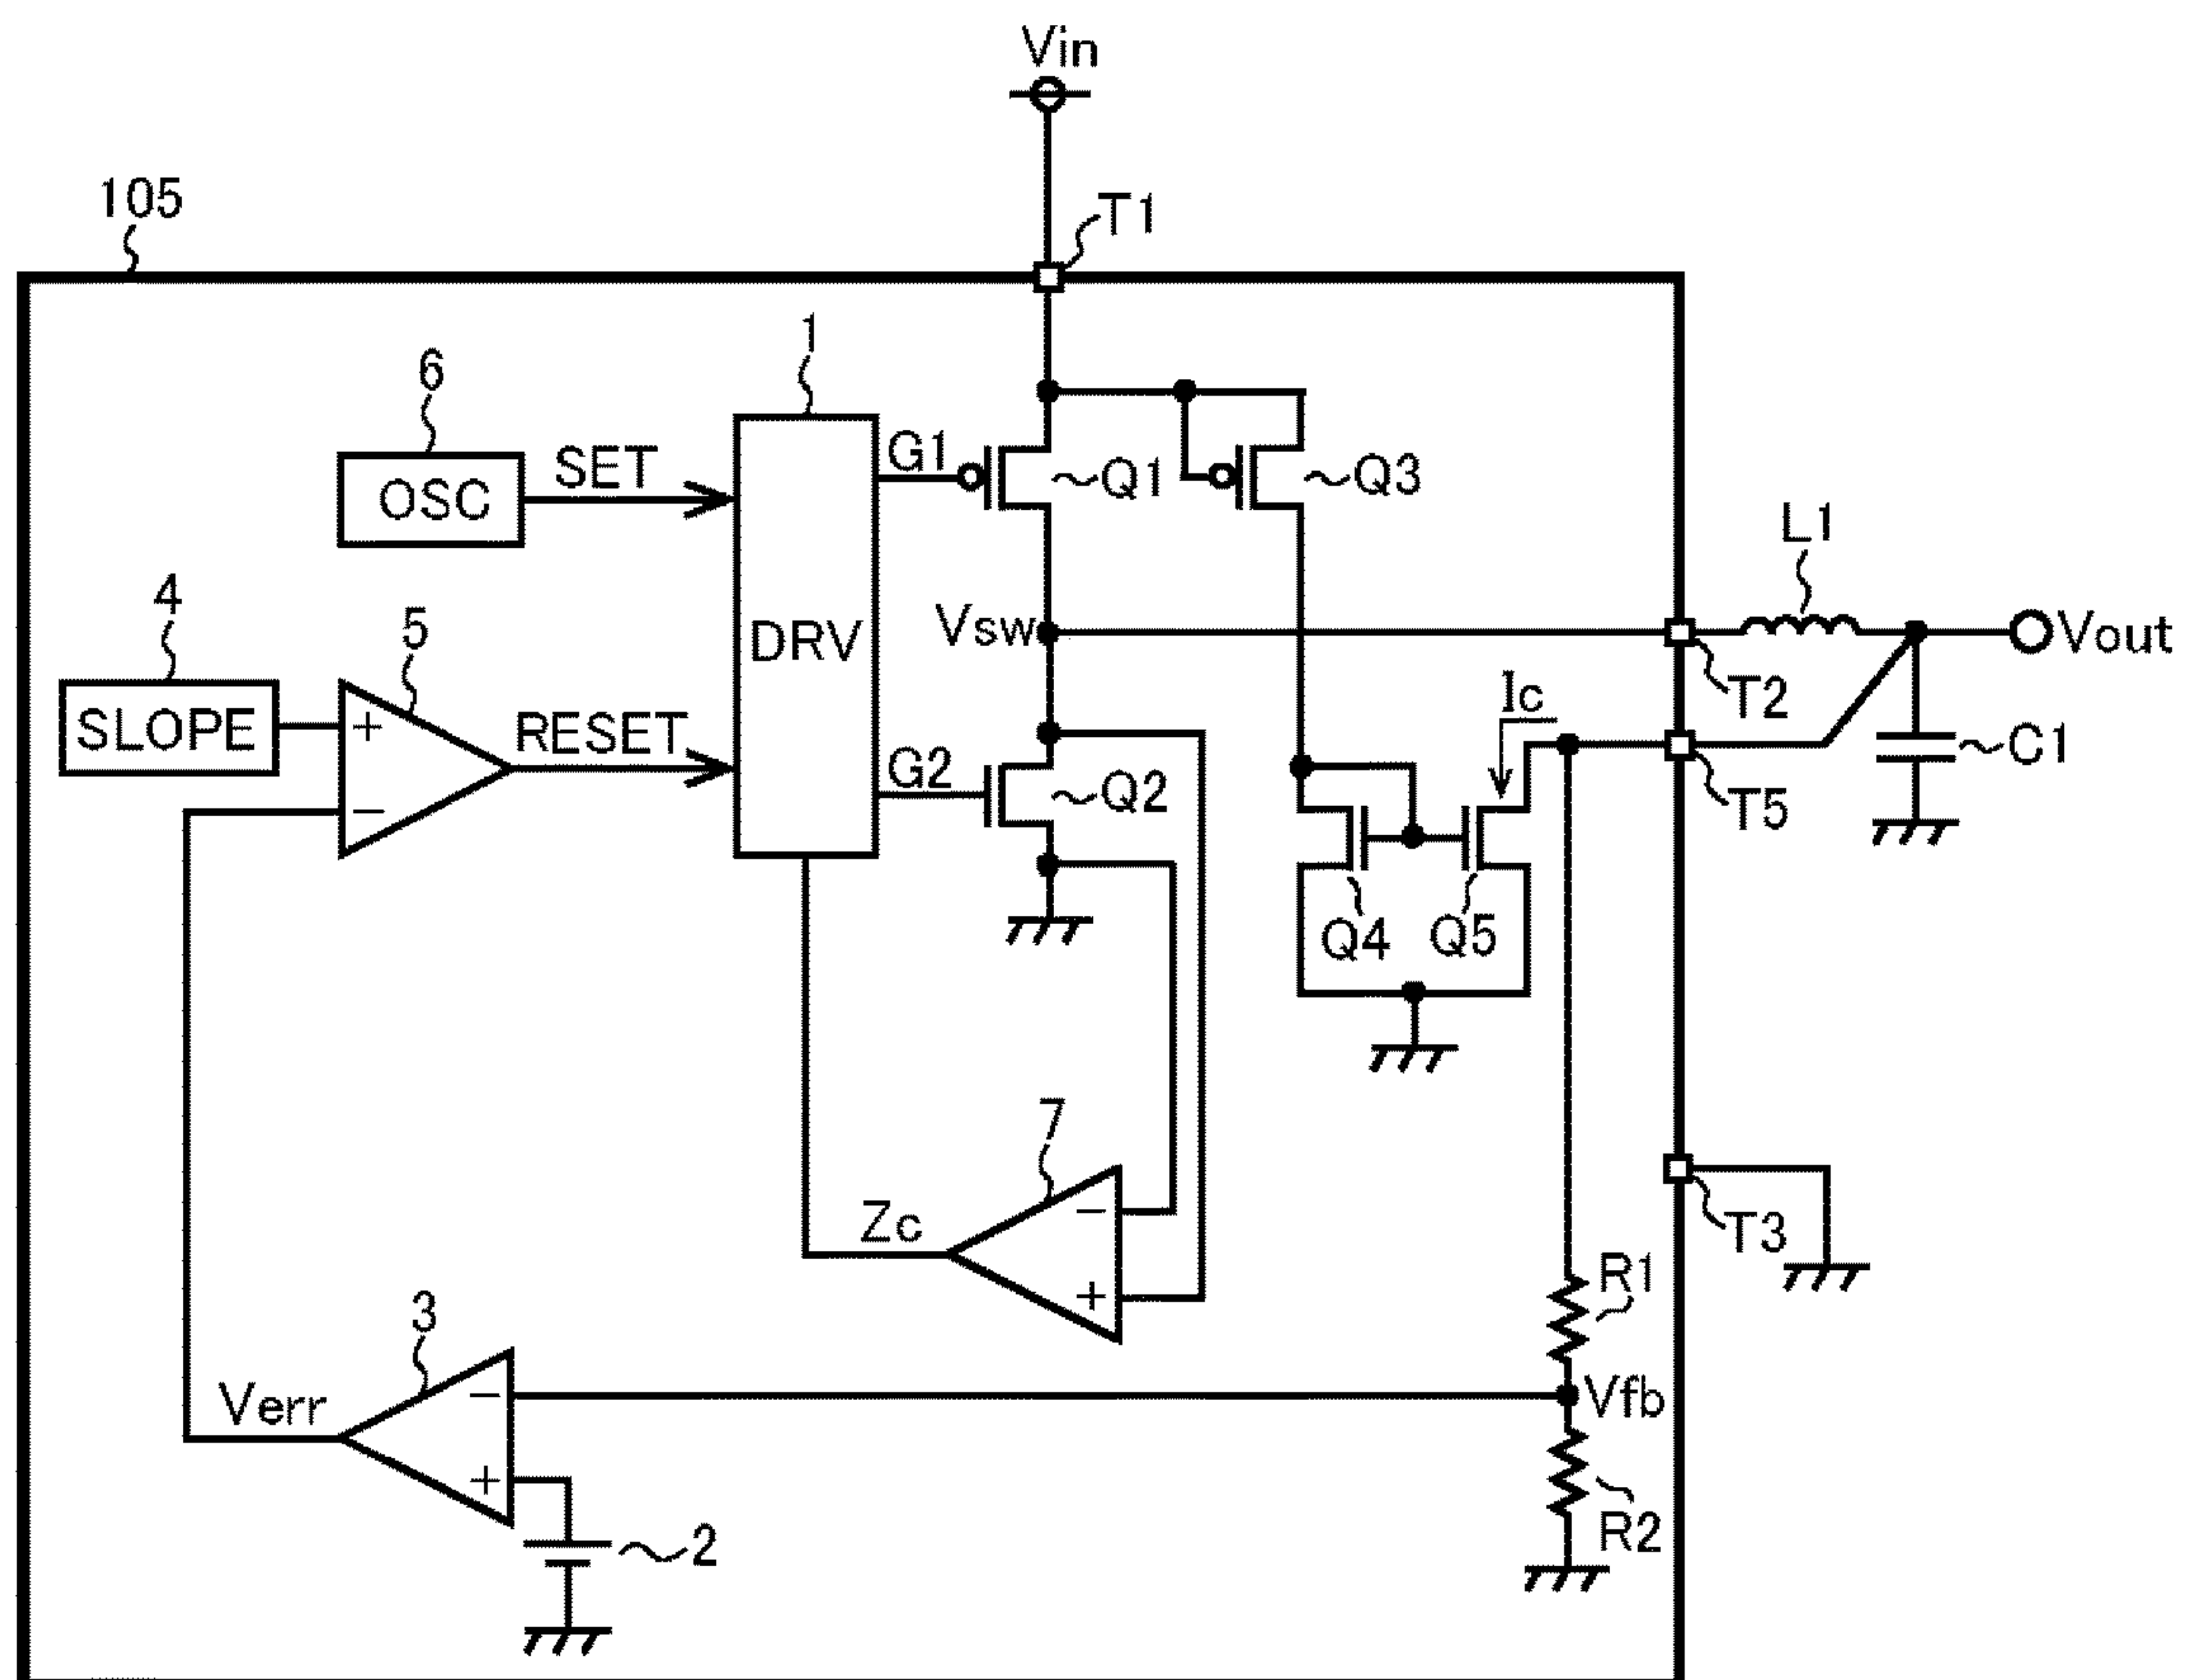 Vin
105
T1
1
6
G1
SET
OSC
Q1
Q3
L1
4
5
Vsw
DRV
Vout
SLOPE
+
RESET
Ic
T2
C1
−
G2
Q2
T5
Q4
Q5
7
−
Zc
T3
+
R1
3
−
Verr
Vfb
+
R2
2